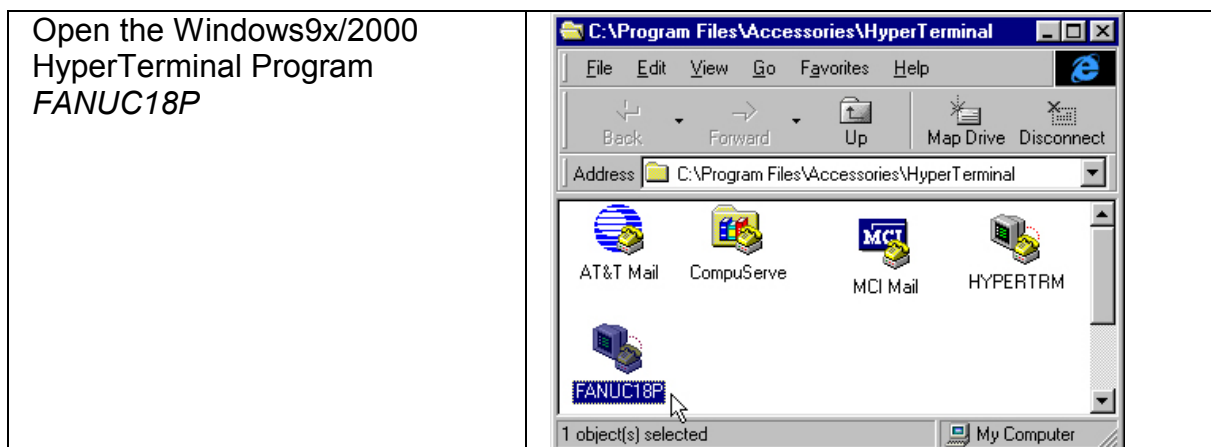 Open the Windows9x/2000
HyperTerminal Program
FANUC18P
C:\Program Files\Accessories\HyperTerminal
File Edit View Go Favorites Help
Back Forward Up Map Drive Disconnect
Address C:\Program Files\Accessories\HyperTerminal
MCI
AT&T Mail CompuServe MCI Mail HYPERTRM
FANUC18P
1 object(s) selected My Computer